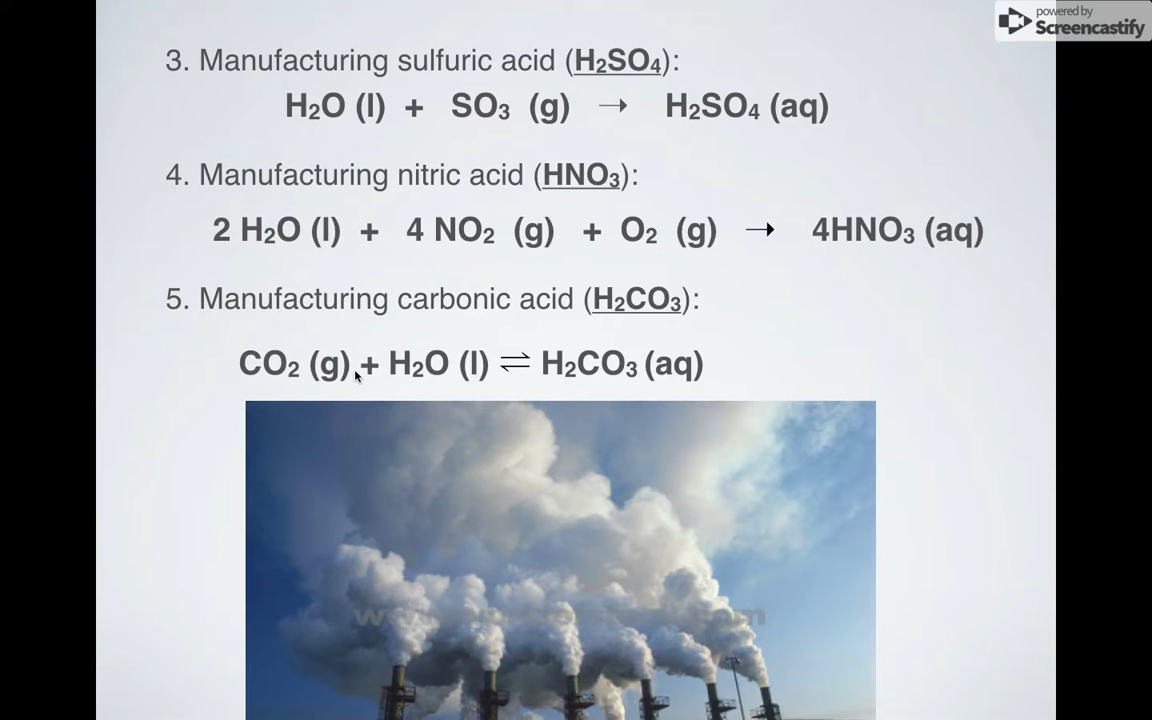 powered by
Screencastify
3. Manufacturing sulfuric acid (H₂SO₄):
H₂O (l) + SO₃ (g) → H₂SO₄ (aq)
4. Manufacturing nitric acid (HNO₃):
2 H₂O (l) + 4 NO₂ (g) + O₂ (g) → 4HNO₃ (aq)
5. Manufacturing carbonic acid (H₂CO₃):
CO₂ (g) + H₂O (l) ⇌ H₂CO₃ (aq)